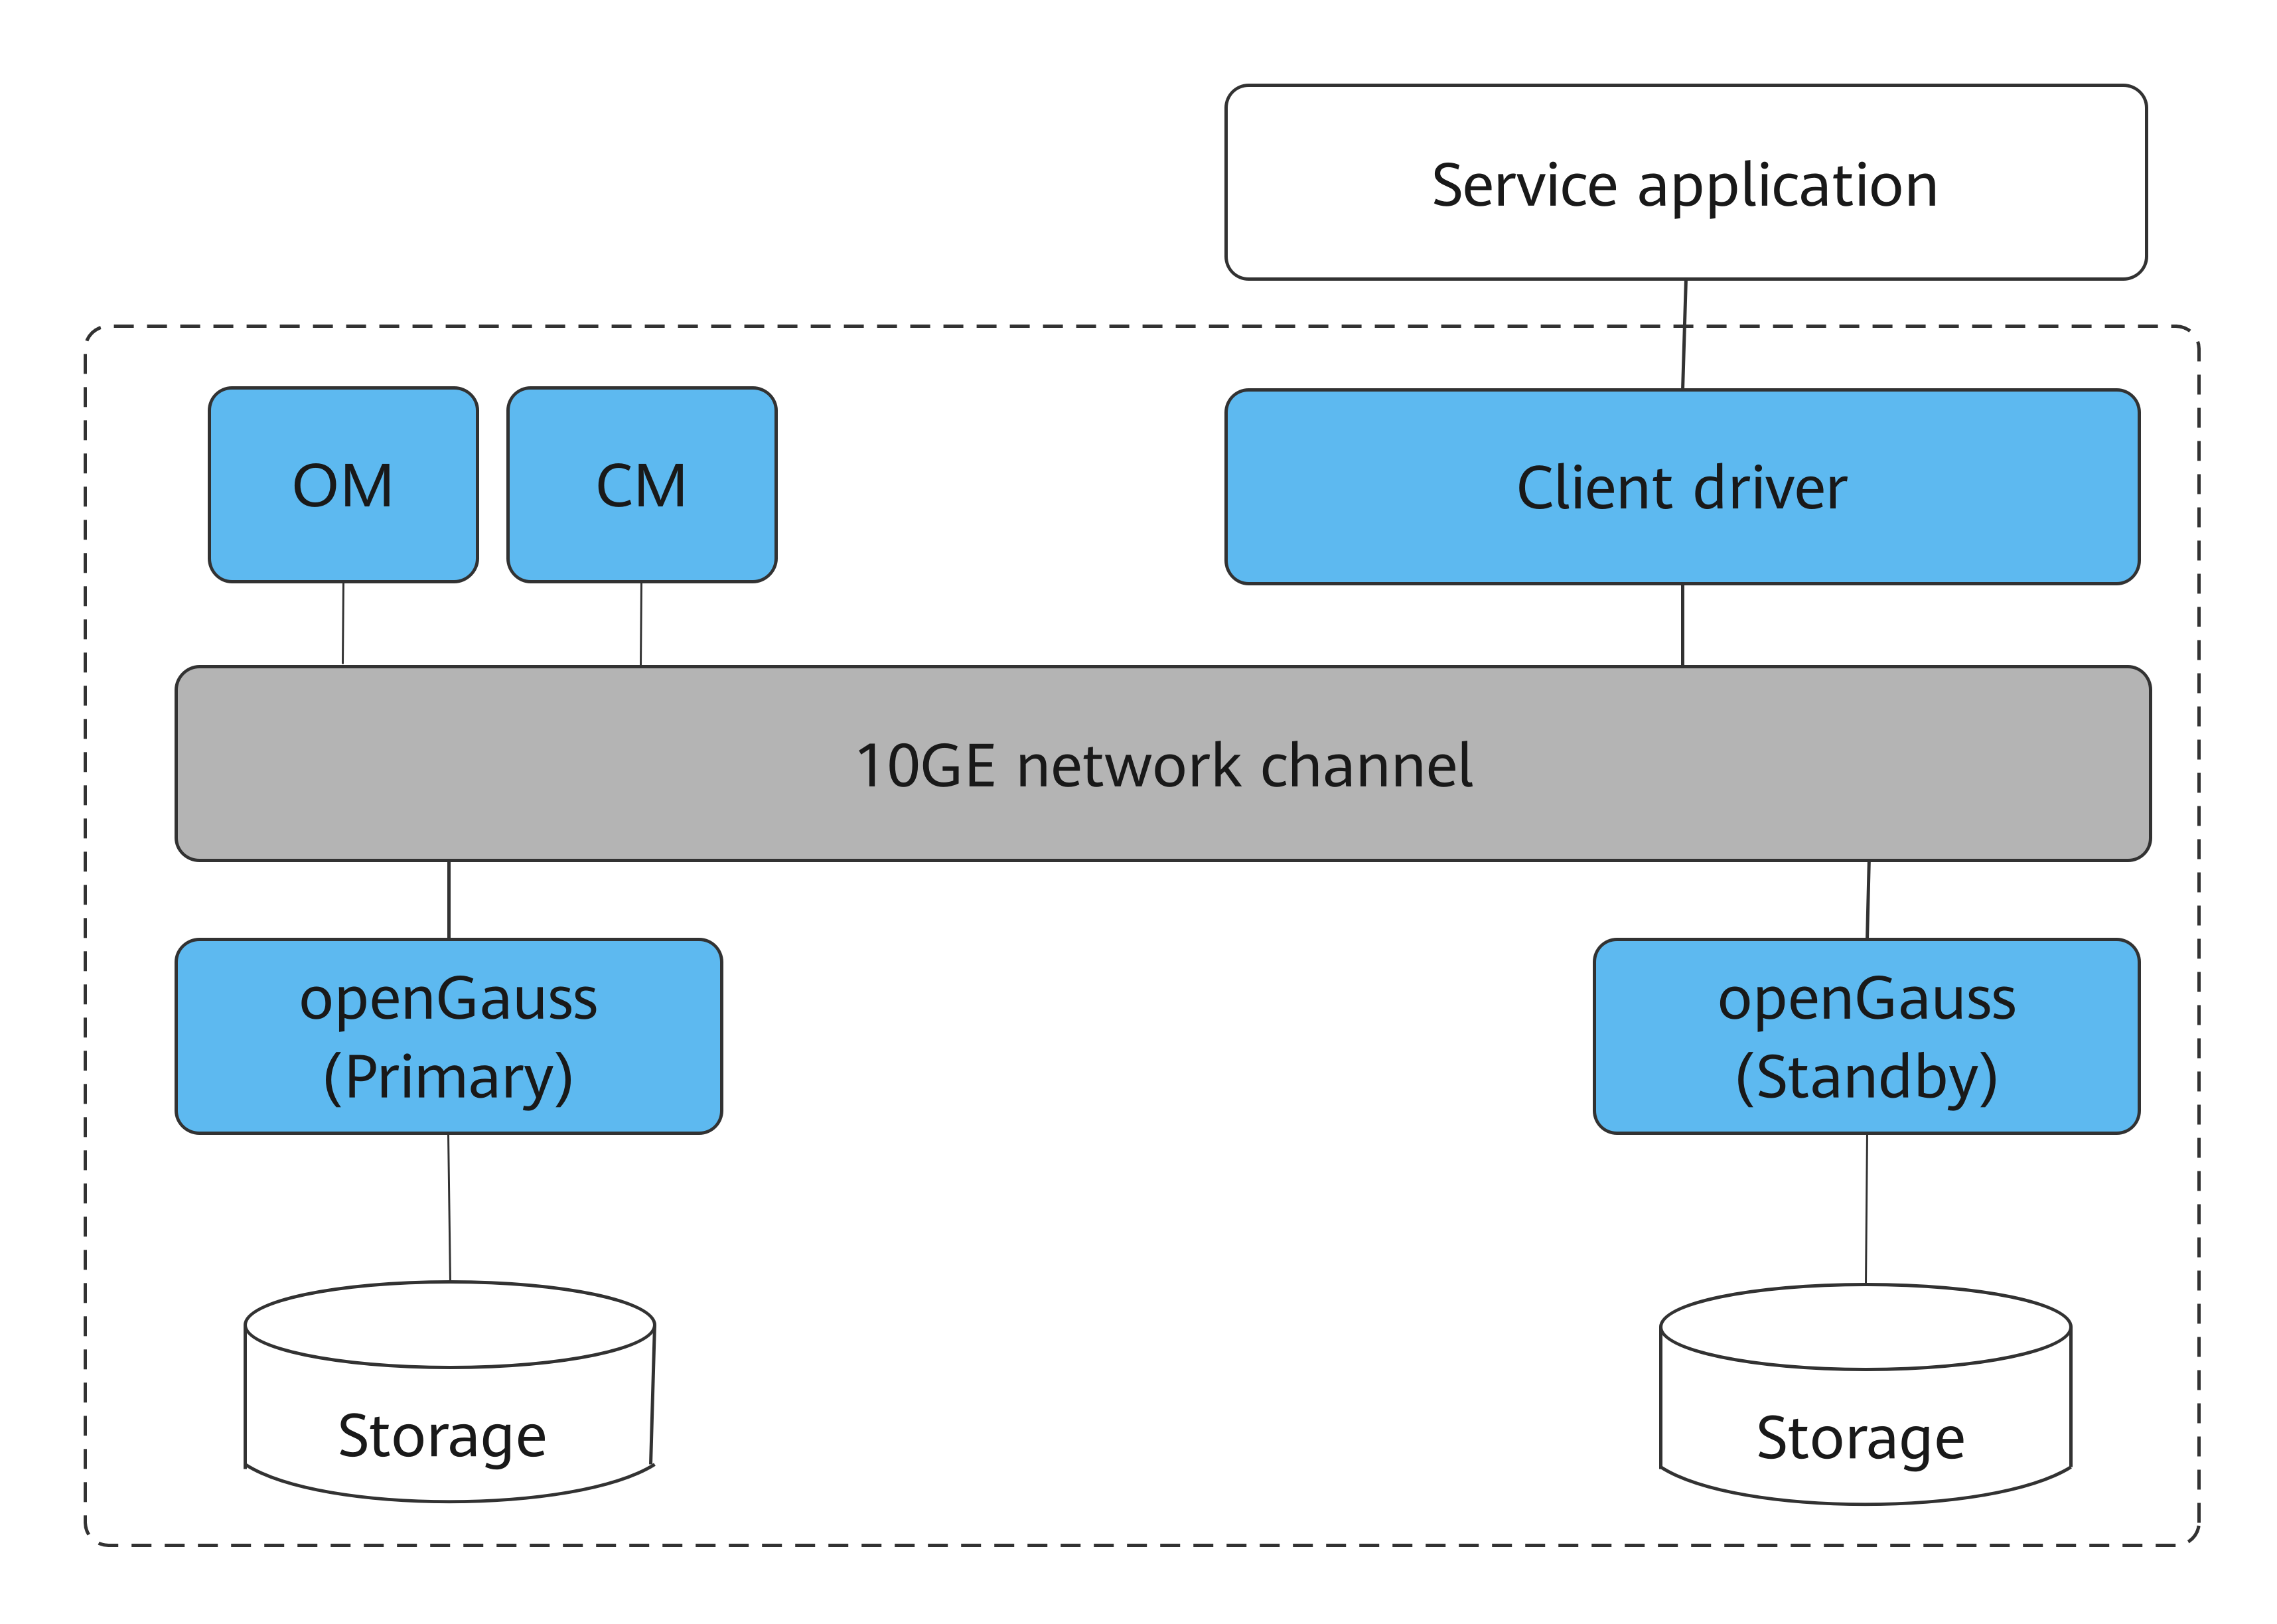 Service application
OM
CM
Client driver
10GE network channel
openGauss
(Primary)
openGauss
(Standby)
Storage
Storage